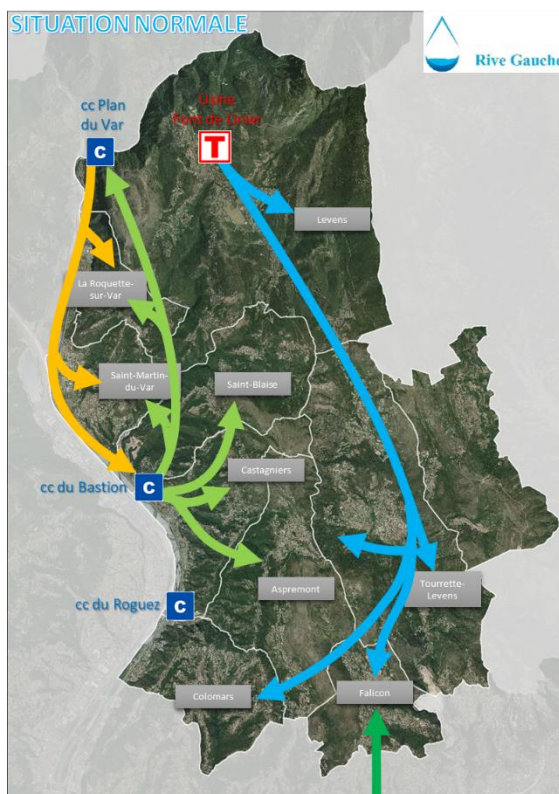 SITUATION NORMALE
Rive Gauche
cc Plan
du Var
C
Usine
Pont de Oriar
T
Levens
La Roquette-
sur-Var
Saint-Martin-
du-Var
Saint-Blaise
Castagniers
cc du Bastion
C
Aspremont
Tourrette-
Levens
cc du Roguez
C
Colomars
Falicon